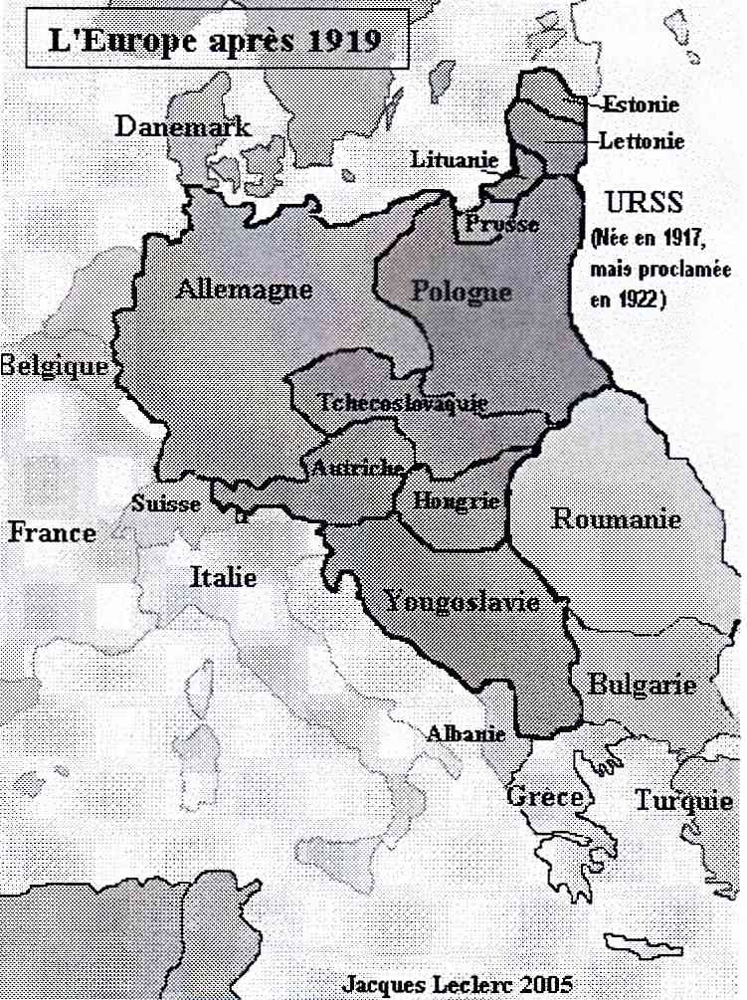 L'Europe après 1919
Estonie
Danemark
Lettonie
Lituanie
URSS
Prusse
(Née en 1917,
mais proclamée
en 1922)
Allemagne
Pologne
Belgique
Tchécoslovaquie
Autriche
Suisse
Hongrie
Roumanie
France
Italie
Yougoslavie
Bulgarie
Albanie
Grèce
Turquie
Jacques Leclerc 2005